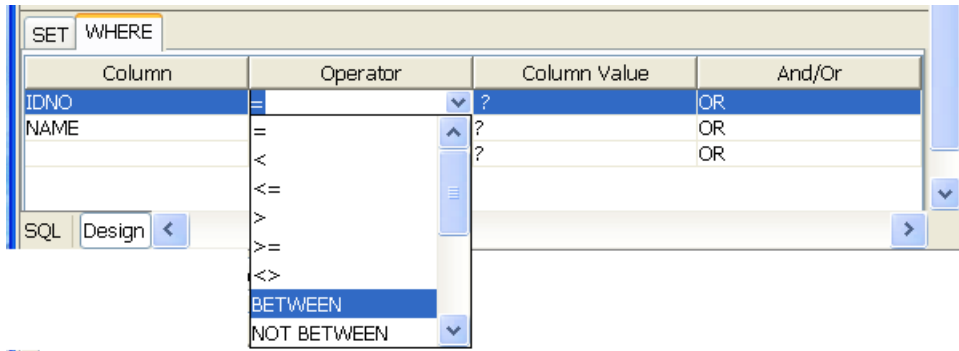 SET WHERE
Column Operator Column Value And/Or
IDNO = ? OR
NAME = ? OR
< ? OR
<=
>
SQL Design >=
<>
BETWEEN
NOT BETWEEN